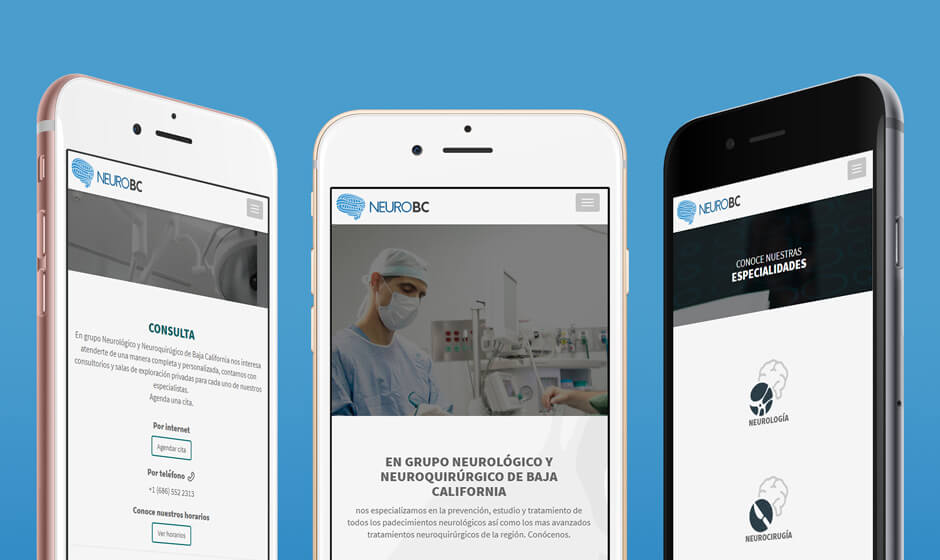 NEUROBC
CONSULTA
En grupo Neurológico y Neuroquirúrgico de Baja California nos interesa
atenderte de una manera completa y personalizada, contamos con
consultorios y salas de exploración privadas para cada uno de nuestros
especialistas.
Agenda una cita.
Por internet
Agendar cita
Por teléfono
+1 (686) 552 2313
Conoce nuestros horarios
Ver horarios
NEUROBC
EN GRUPO NEUROLÓGICO Y
NEUROQUIRÚRGICO DE BAJA
CALIFORNIA
nos especializamos en la prevención, estudio y tratamiento de
todos los padecimientos neurológicos así como los mas avanzados
tratamientos neuroquirúrgicos de la región. Conócenos.
NEUROBC
CONOCE NUESTRAS
ESPECIALIDADES
NEUROLOGÍA
NEUROCIRUGÍA